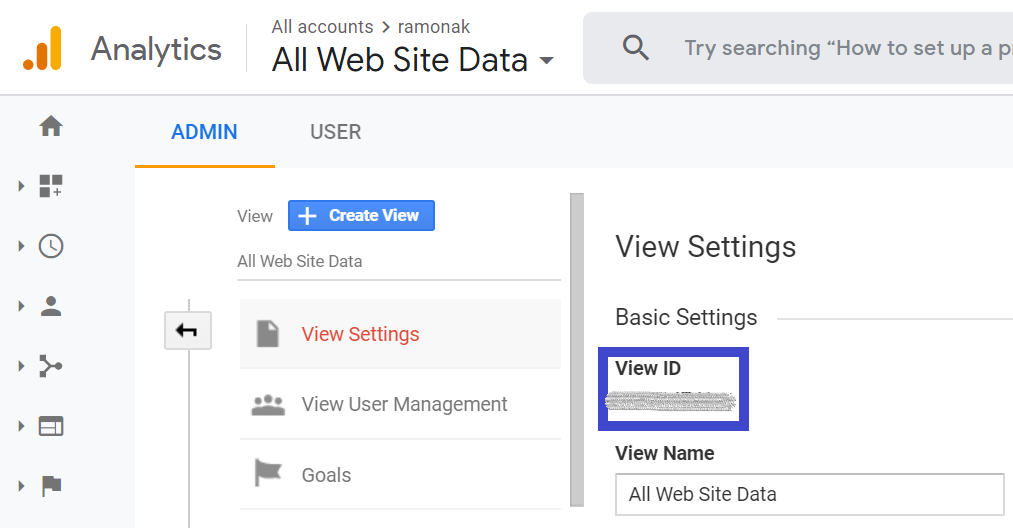 Analytics
All accounts > ramonak
All Web Site Data
Try searching “How to set up a pr
ADMIN
USER
View
Create View
All Web Site Data
View Settings
View User Management
Goals
View Settings
Basic Settings
View ID
View Name
All Web Site Data